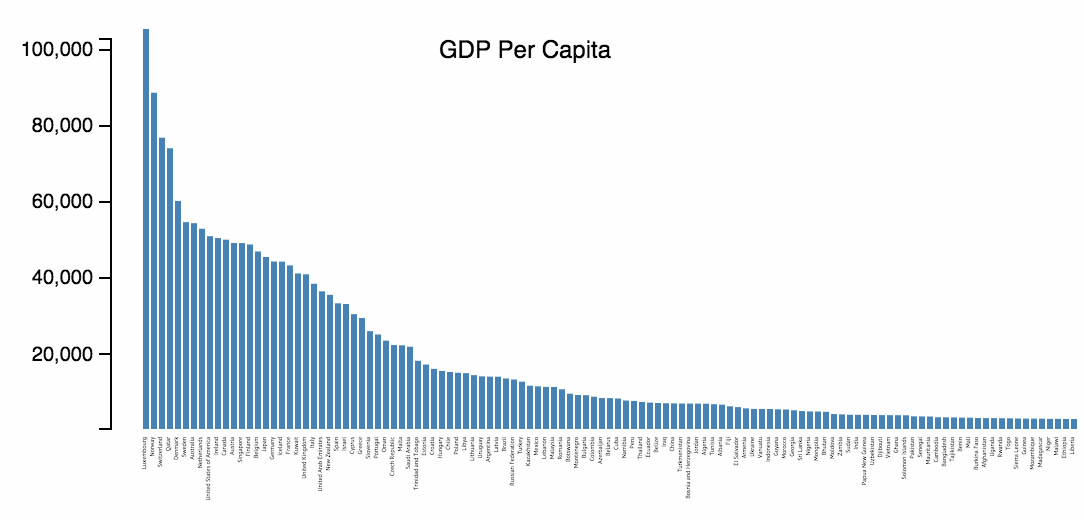 GDP Per Capita
100,000
80,000
60,000
40,000
20,000
Luxembourg
Norway
Switzerland
Qatar
Denmark
Sweden
Australia
Netherlands
United States of America
Ireland
Canada
Austria
Singapore
Finland
Belgium
Japan
Germany
Iceland
France
Kuwait
United Kingdom
Italy
United Arab Emirates
New Zealand
Spain
Israel
Cyprus
Greece
Slovenia
Portugal
Oman
Czech Republic
Malta
Saudi Arabia
Trinidad and Tobago
Estonia
Croatia
Hungary
Chile
Poland
Libya
Lithuania
Uruguay
Argentina
Latvia
Brazil
Russian Federation
Turkey
Kazakhstan
Mexico
Lebanon
Malaysia
Romania
Botswana
Montenegro
Bulgaria
Colombia
Azerbaijan
Belarus
Cuba
Namibia
Peru
Thailand
Ecuador
Belize
Iraq
China
Turkmenistan
Bosnia and Herzegovina
Jordan
Algeria
Tunisia
Albania
Fiji
El Salvador
Armenia
Ukraine
Vanuatu
Indonesia
Guyana
Morocco
Georgia
Sri Lanka
Nigeria
Mongolia
Bhutan
Moldova
Zambia
Sudan
India
Papua New Guinea
Uzbekistan
Djibouti
Vietnam
Ghana
Solomon Islands
Pakistan
Senegal
Mauritania
Cambodia
Bangladesh
Tajikistan
Benin
Mali
Burkina Faso
Afghanistan
Uganda
Rwanda
Togo
Sierra Leone
Guinea
Mozambique
Madagascar
Niger
Malawi
Ethiopia
Liberia